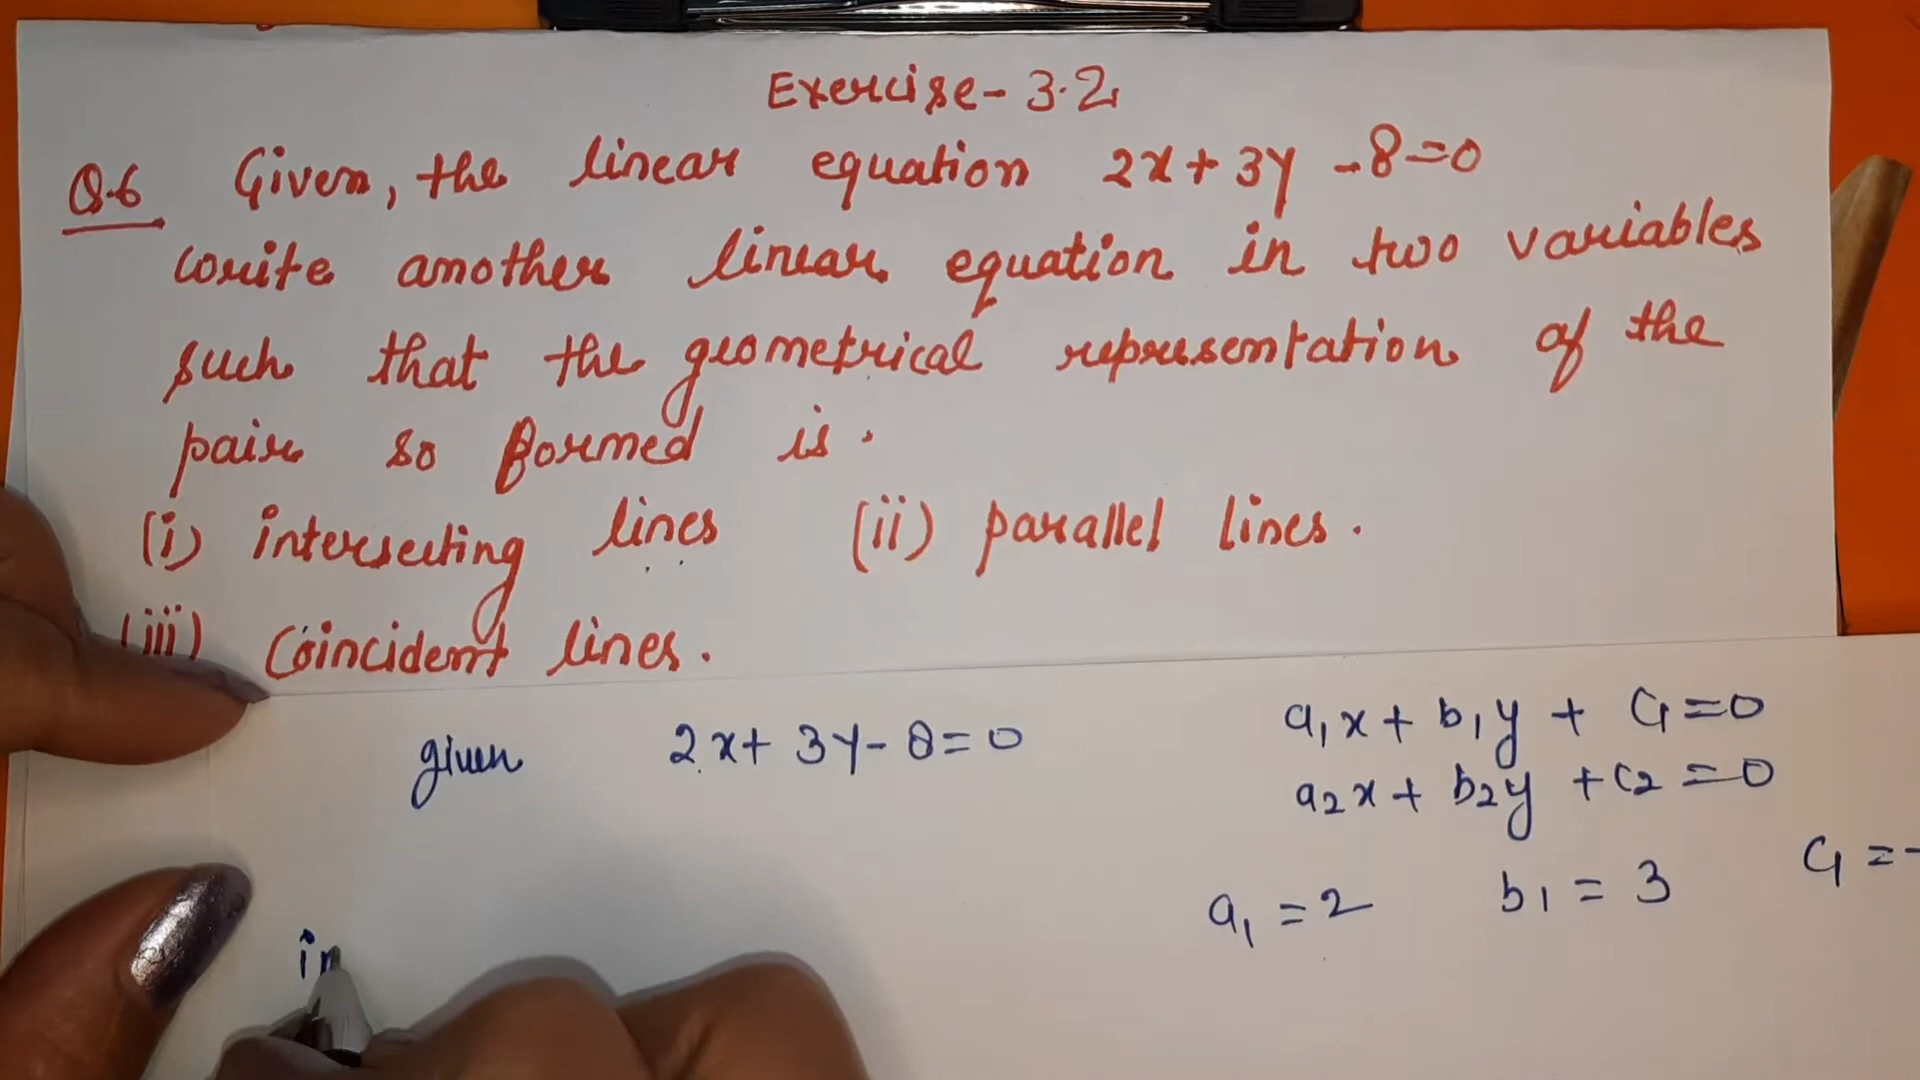 Exercise - 3.2
Q.6 Given, the linear equation 2x + 3y - 8 = 0
write another linear equation in two variables
such that the geometrical representation of the
pair so formed is.
(i) intersecting lines (ii) parallel lines.
(iii) Coincident lines.
given 2x + 3y - 8 = 0
a₁x + b₁y + c₁ = 0
a₂x + b₂y + c₂ = 0
a₁ = 2 b₁ = 3 c₁ = -
in